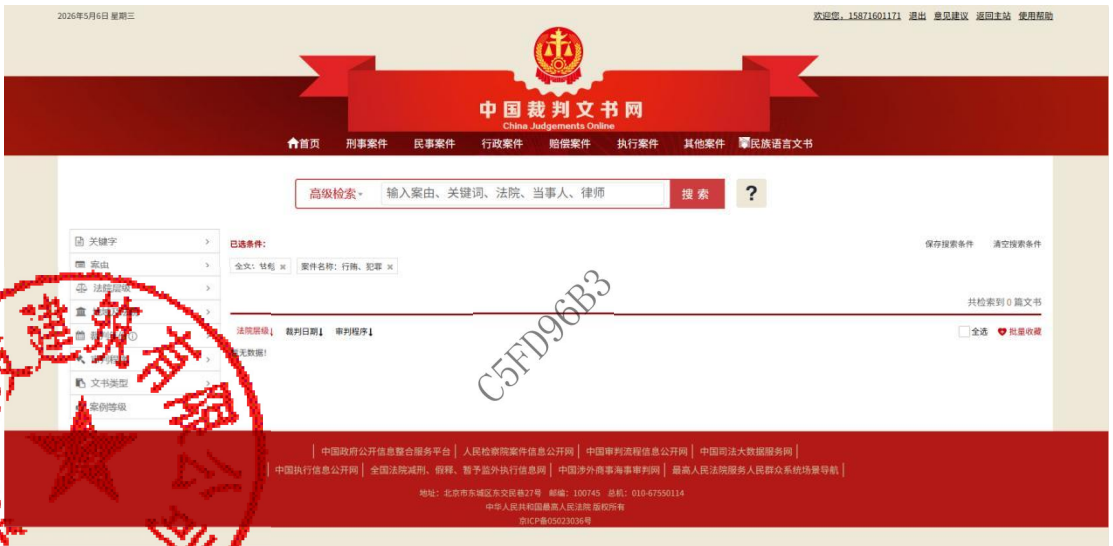 2026年5月6日 星期三
欢迎您，15871601171 退出 意见建议 返回主站 使用帮助
中国裁判文书网
China Judgements Online
首页 刑事案件 民事案件 行政案件 赔偿案件 执行案件 其他案件 民族语言文书
高级检索 输入案由、关键词、法院、当事人、律师 搜索 ?
关键字
案由
法院层级
文书类型
案例等级
已选条件:
保存搜索条件 清空搜索条件
全文: × 案件名称: 行贿、犯罪 ×
共检索到 0 篇文书
法院层级↓ 裁判日期↓ 审判程序↓
全选 批量收藏
无数据!
C5FD96B3
中国政府公开信息整合服务平台 | 人民检察院案件信息公开网 | 中国审判流程信息公开网 | 中国司法大数据服务网 |
中国执行信息公开网 | 全国法院减刑、假释、暂予监外执行信息网 | 中国涉外商事海事审判网 | 最高人民法院服务人民群众系统场景导航 |
地址: 北京市东城区东交民巷27号 邮编: 100745 总机: 010-67550114
中华人民共和国最高人民法院 版权所有
京ICP备05023036号